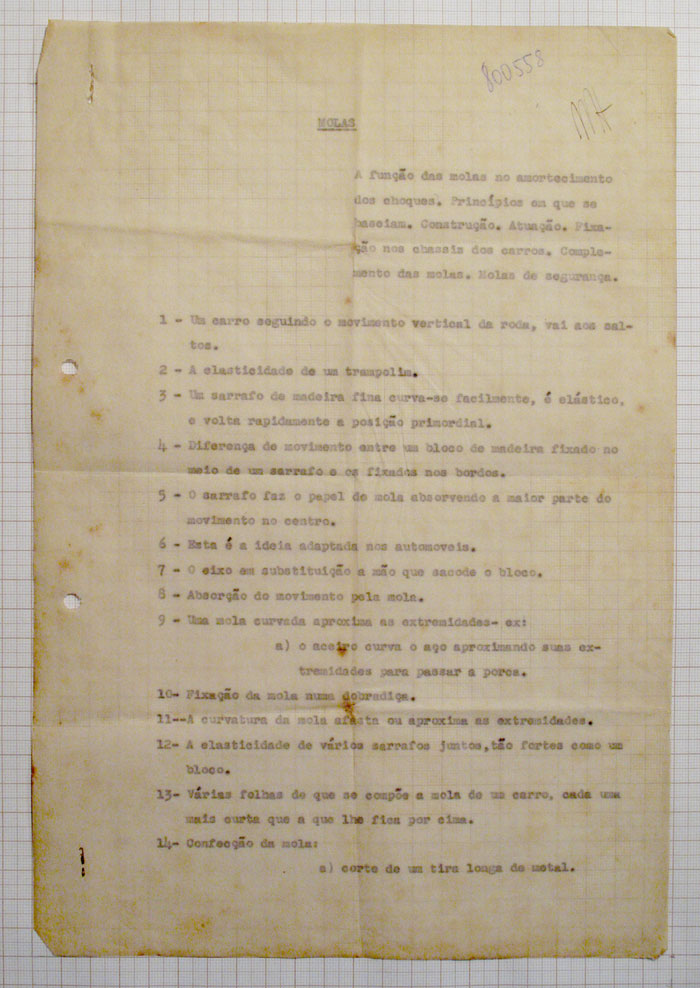 800558
MOLAS
A função das molas no amortecimento
dos choques. Princípios em que se
baseiam. Construção. Atuação. Fixa-
ção nos chassis dos carros. Comple-
mento das molas. Molas de segurança.
1 - Um carro seguindo o movimento vertical da roda, vai aos sal-
tos.
2 - A elasticidade de um trampolim.
3 - Um sarrafo de madeira fina curva-se facilmente, é elástico,
e volta rapidamente a posição primordial.
4 - Diferença de movimento entre um bloco de madeira fixado no
meio de um sarrafo e os fixados nos bordos.
5 - O sarrafo faz o papel de mola absorvendo a maior parte do
movimento no centro.
6 - Esta é a ideia adaptada nos automoveis.
7 - O eixo em substituição a mão que sacode o bloco.
8 - Absorção do movimento pela mola.
9 - Uma mola curvada aproxima as extremidades- ex:
a) o aceiro curva o aço aproximando suas ex-
tremidades para passar a porca.
10- Fixação da mola numa dobradiça.
11--A curvatura da mola afasta ou aproxima as extremidades.
12- A elasticidade de vários sarrafos juntos,tão fortes como um
bloco.
13- Várias folhas de que se compõe a mola de um carro, cada uma
mais curta que a que lhe fica por cima.
14- Confecção da mola:
a) corte de um tira longa de metal.